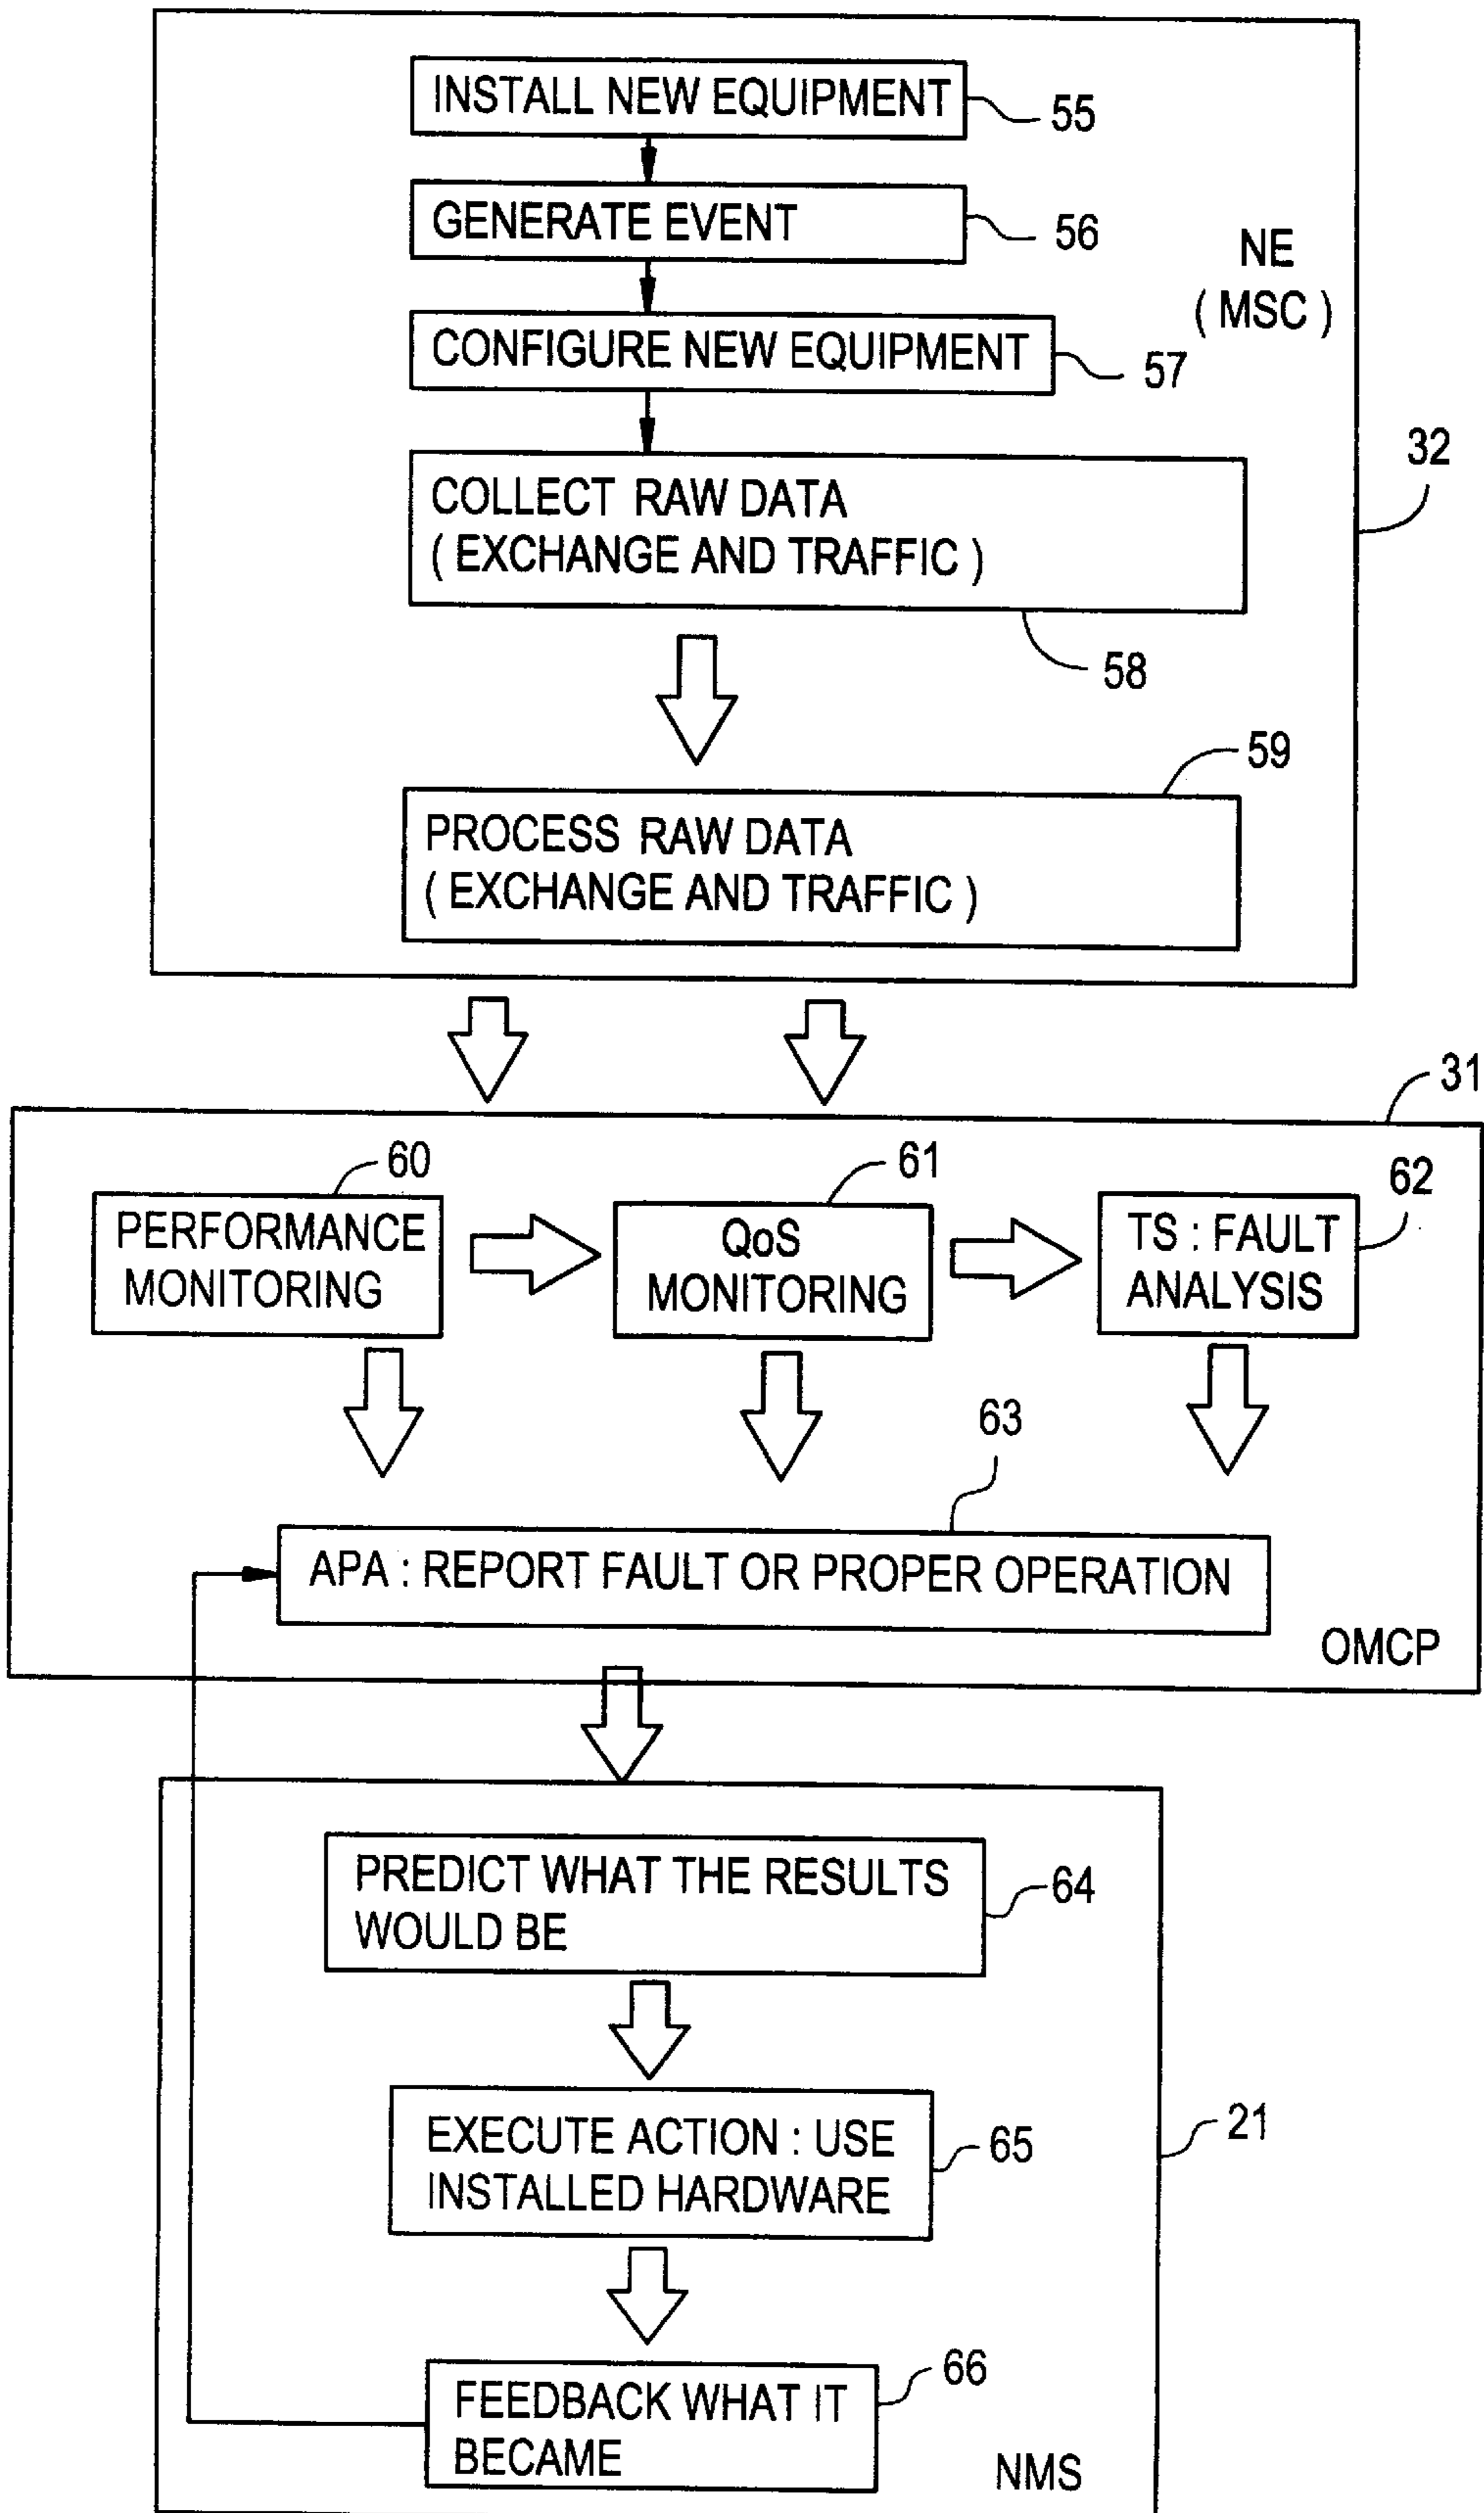 INSTALL NEW EQUIPMENT
55
GENERATE EVENT
56
NE
( MSC )
CONFIGURE NEW EQUIPMENT
57
32
COLLECT RAW DATA
( EXCHANGE AND TRAFFIC )
58
59
PROCESS RAW DATA
( EXCHANGE AND TRAFFIC )
31
60
61
62
PERFORMANCE
MONITORING
QoS
MONITORING
TS : FAULT
ANALYSIS
63
APA : REPORT FAULT OR PROPER OPERATION
OMCP
PREDICT WHAT THE RESULTS
WOULD BE
64
EXECUTE ACTION : USE
INSTALLED HARDWARE
65
21
66
FEEDBACK WHAT IT
BECAME
NMS